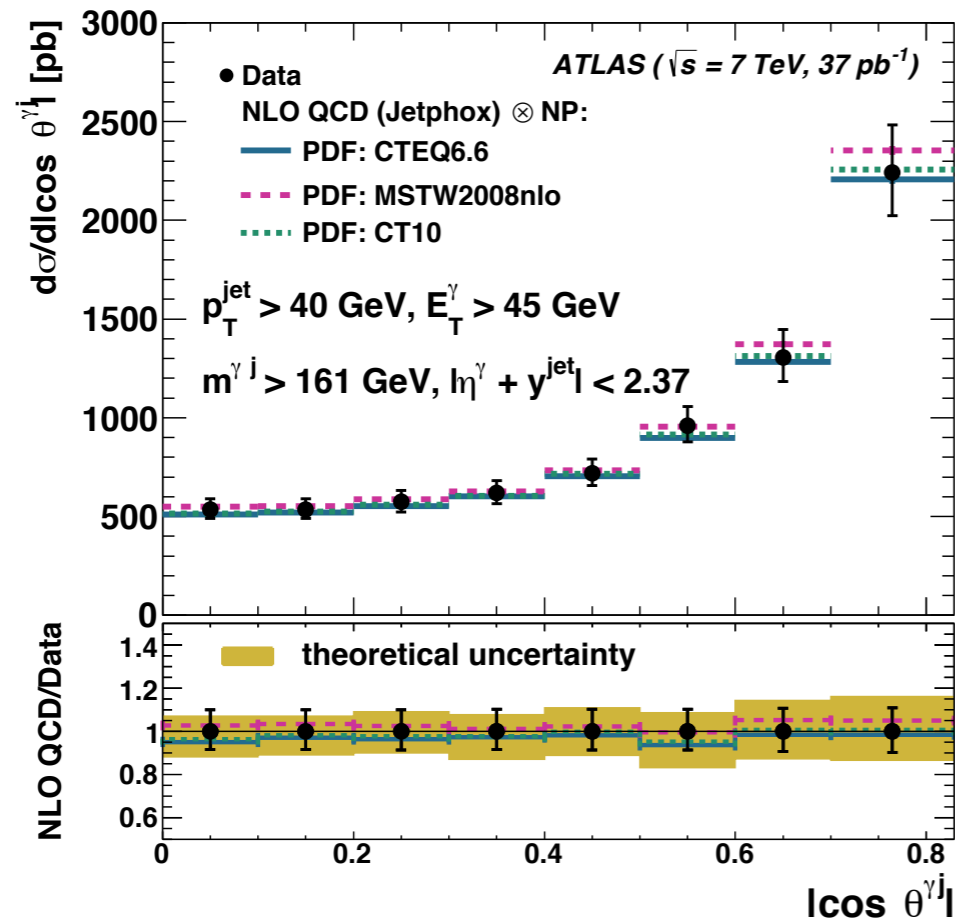 dσ/d|cos θ^γj| [pb]
3000
2500
2000
1500
1000
500
0
ATLAS ( √s = 7 TeV, 37 pb⁻¹)
Data
NLO QCD (Jetphox) ⊗ NP:
PDF: CTEQ6.6
PDF: MSTW2008nlo
PDF: CT10
p_T^jet > 40 GeV, E_T^γ > 45 GeV
m^γj > 161 GeV, |η^γ + y^jet| < 2.37
NLO QCD/Data
1.4
1.2
1
0.8
0.6
theoretical uncertainty
0 0.2 0.4 0.6 0.8
|cos θ^γj|